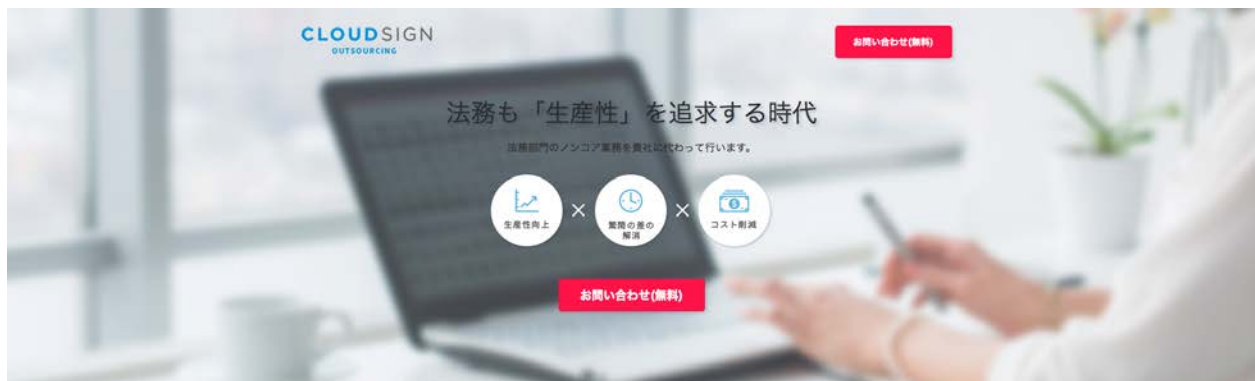 CLOUDSIGN
OUTSOURCING
お問い合わせ(無料)
法務も「生産性」を追求する時代
法務部門のノンコア業務を貴社に代わって行います。
生産性向上
×
繁閑の差の
解消
×
コスト削減
お問い合わせ(無料)